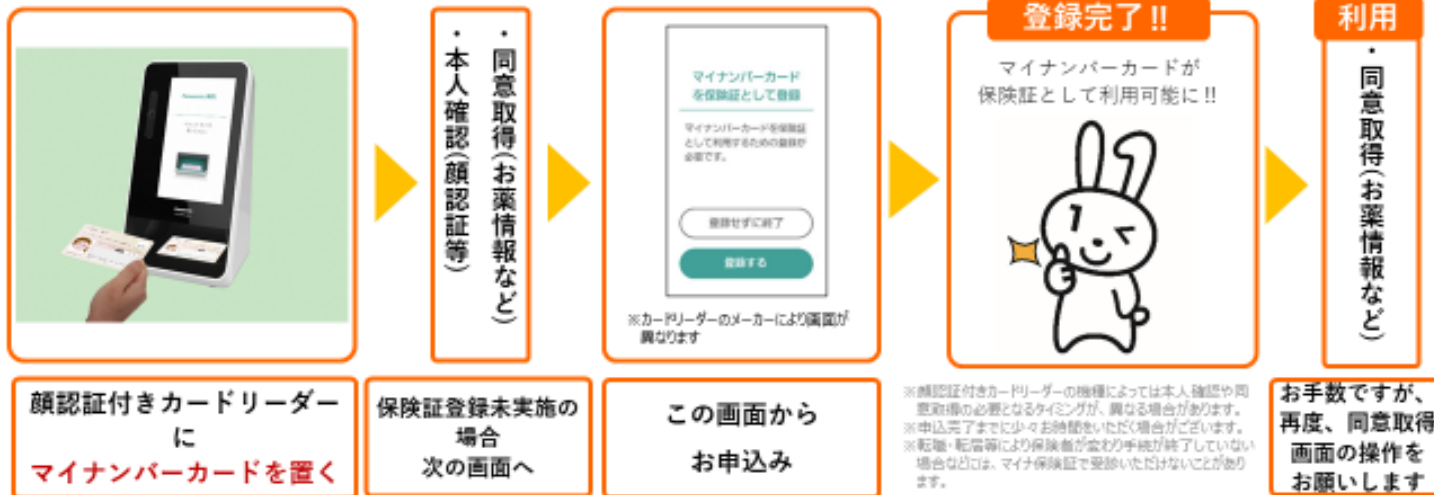 ・本人確認(顔認証等)
・同意取得(お薬情報など)
マイナンバーカード
を保険証として登録
マイナンバーカードを保険証
として利用するための登録が
必要です。
登録せずに終了
登録する
※カードリーダーのメーカーにより画面が
異なります
登録完了!!
マイナンバーカードが
保険証として利用可能に!!
利用
・同意取得(お薬情報など)
顔認証付きカードリーダー
に
マイナンバーカードを置く
保険証登録未実施の
場合
次の画面へ
この画面から
お申込み
※顔認証付きカードリーダーの機種によっては本人確認や同
意取得の必要となるタイミングが、異なる場合があります。
※申込完了までに少々お時間をいただく場合がございます。
※転職・転居等により保険者が変わり手続が終了していない
場合などには、マイナ保険証で受診いただけないことがあり
ます。
お手数ですが、
再度、同意取得
画面の操作を
お願いします